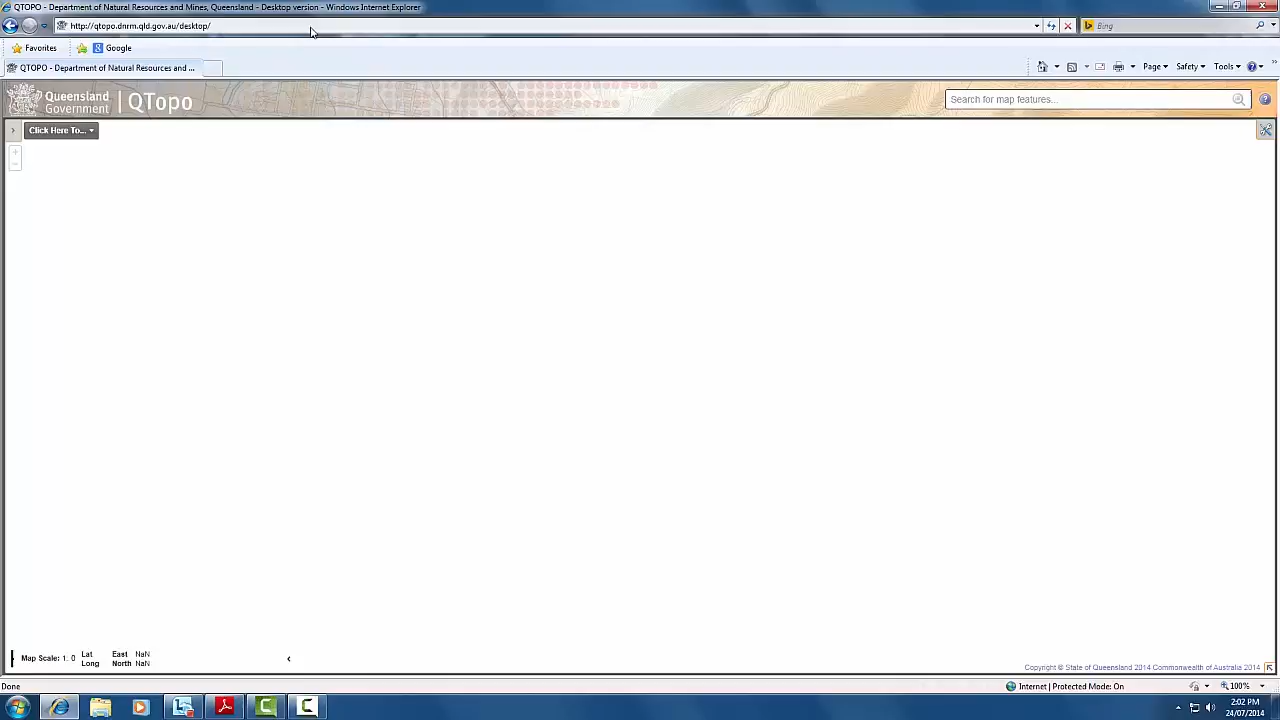 QTOPO - Department of Natural Resources and Mines, Queensland - Desktop version - Windows Internet Explorer
http://qtopo.dnrm.qld.gov.au/desktop/
Bing
Favorites
Google
QTOPO - Department of Natural Resources and ...
Page
Safety
Tools
Queensland
Government
QTopo
Search for map features...
Click Here To...
Map Scale: 1: 0
Lat
Long
East NaN
North NaN
Copyright © State of Queensland 2014 Commonwealth of Australia 2014
Done
Internet | Protected Mode: On
100%
2:02 PM
24/07/2014